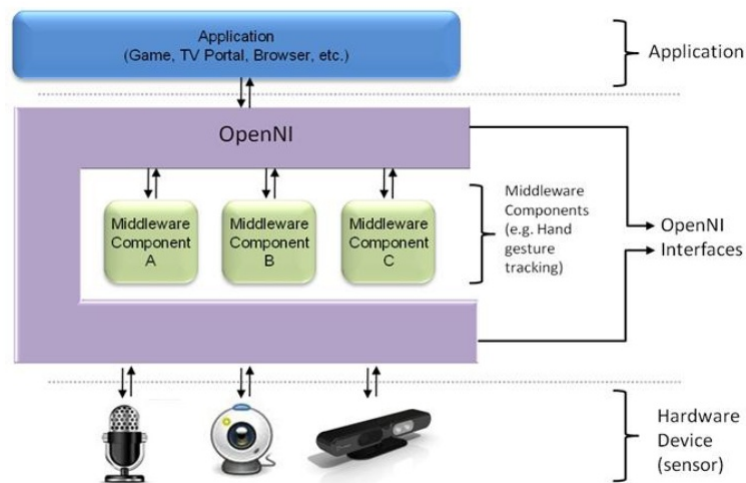 Application
(Game, TV Portal, Browser, etc.)
Application
OpenNI
Middleware
Component
A
Middleware
Component
B
Middleware
Component
C
Middleware
Components
(e.g. Hand
gesture
tracking)
OpenNI
Interfaces
Hardware
Device
(sensor)